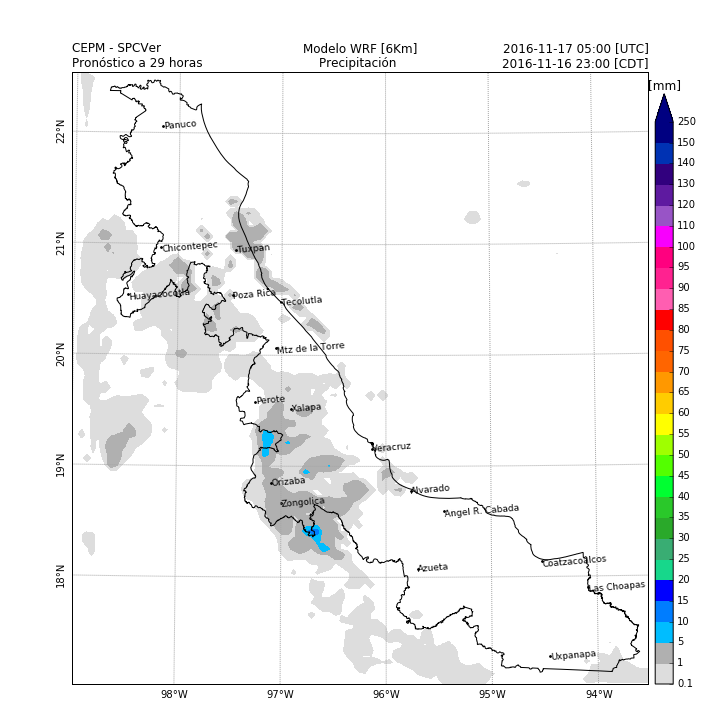 CEPM - SPCVer
Modelo WRF [6Km]
2016-11-17 05:00 [UTC]
Pronóstico a 29 horas
Precipitación
2016-11-16 23:00 [CDT]
[mm]
22°N
21°N
20°N
19°N
18°N
Panuco
Chicontepec
Tuxpan
Huayacocotla
Poza Rica
Tecolutla
Mtz de la Torre
Perote
Xalapa
Veracruz
Orizaba
Alvarado
Zongolica
Angel R. Cabada
Azueta
Coatzacoalcos
Las Choapas
Uxpanapa
98°W
97°W
96°W
95°W
94°W
250
150
140
130
120
110
100
95
90
85
80
75
70
65
60
55
50
45
40
35
30
25
20
15
10
5
1
0.1